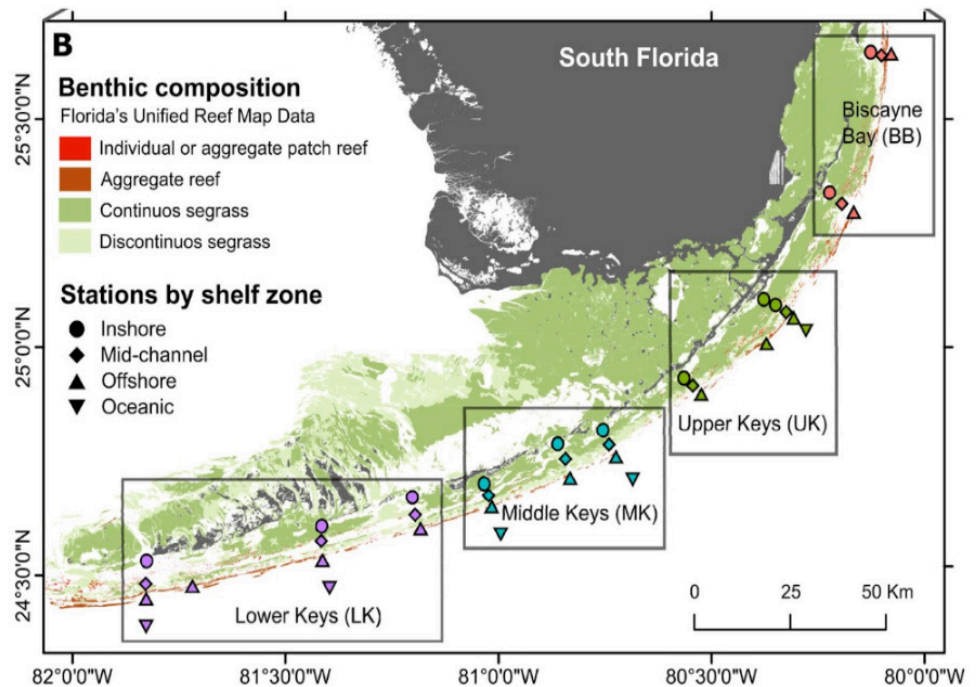 B
South Florida
Benthic composition
Florida's Unified Reef Map Data
Individual or aggregate patch reef
Aggregate reef
Continuos segrass
Discontinuos segrass
Stations by shelf zone
Inshore
Mid-channel
Offshore
Oceanic
Biscayne
Bay (BB)
Upper Keys (UK)
Middle Keys (MK)
Lower Keys (LK)
0 25 50 Km
25°30'0"N
25°0'0"N
24°30'0"N
82°0'0"W 81°30'0"W 81°0'0"W 80°30'0"W 80°0'0"W